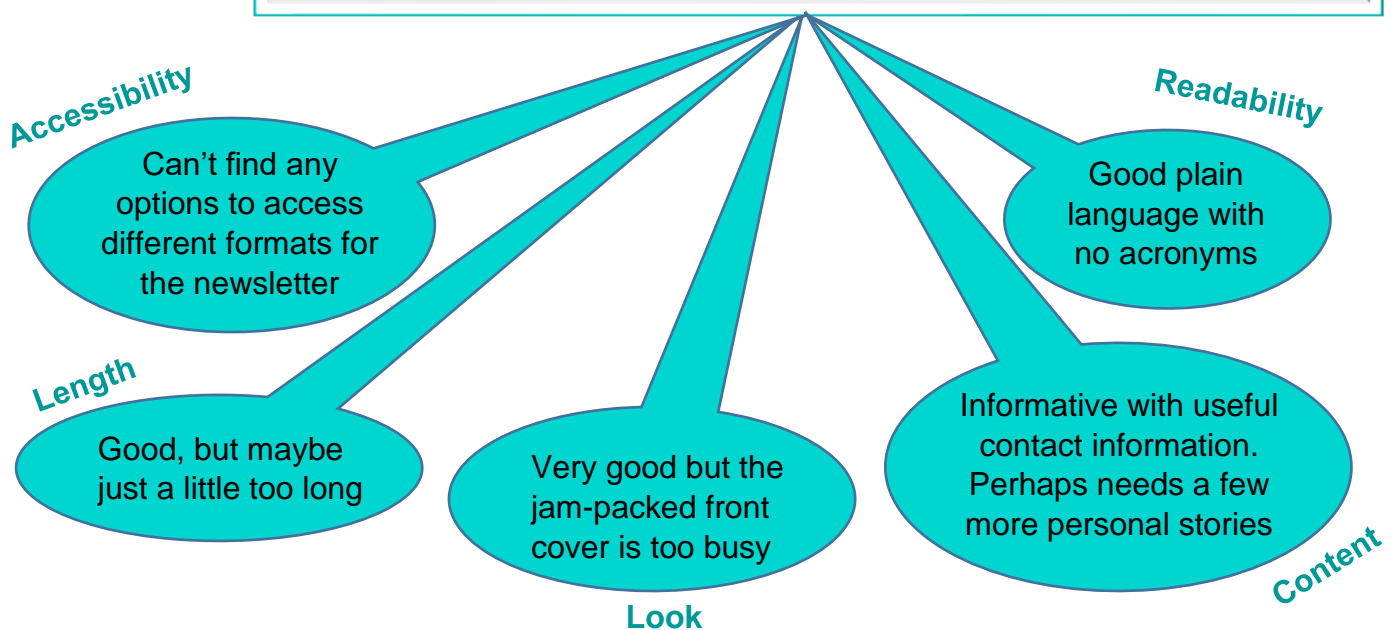 Accessibility
Can’t find any
options to access
different formats for
the newsletter
Readability
Good plain
language with
no acronyms
Length
Good, but maybe
just a little too long
Very good but the
jam-packed front
cover is too busy
Look
Informative with useful
contact information.
Perhaps needs a few
more personal stories
Content